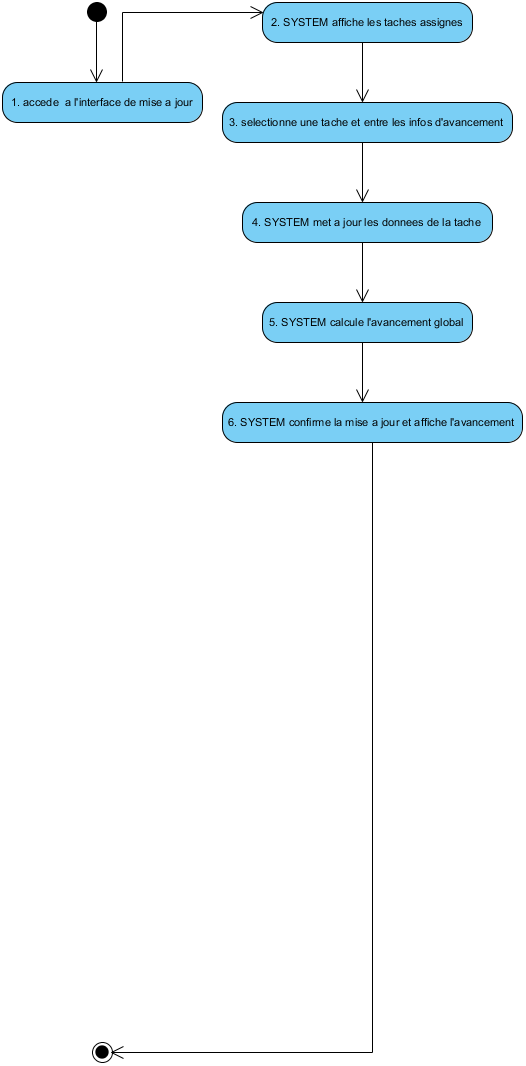 1. accede  a l'interface de mise a jour
2. SYSTEM affiche les taches assignes
3. selectionne une tache et entre les infos d'avancement
4. SYSTEM met a jour les donnees de la tache
5. SYSTEM calcule l'avancement global
6. SYSTEM confirme la mise a jour et affiche l'avancement